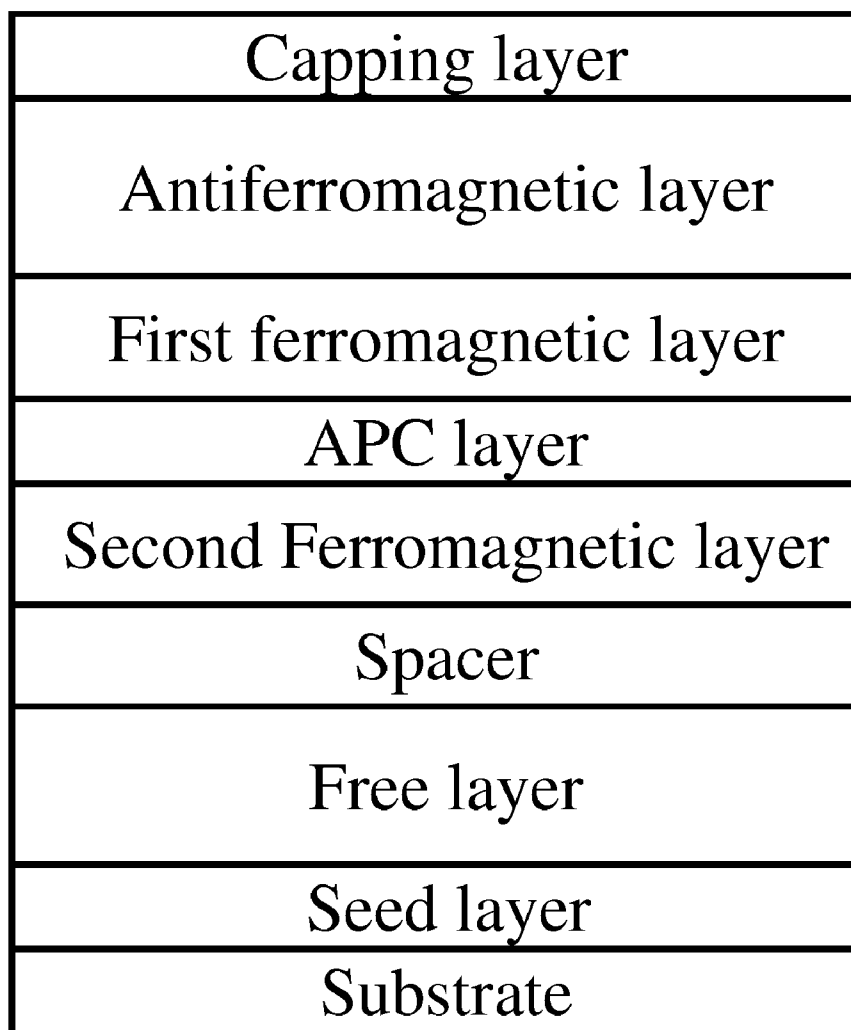 Capping layer
Antiferromagnetic layer
First ferromagnetic layer
APC layer
Second Ferromagnetic layer
Spacer
Free layer
Seed layer
Substrate